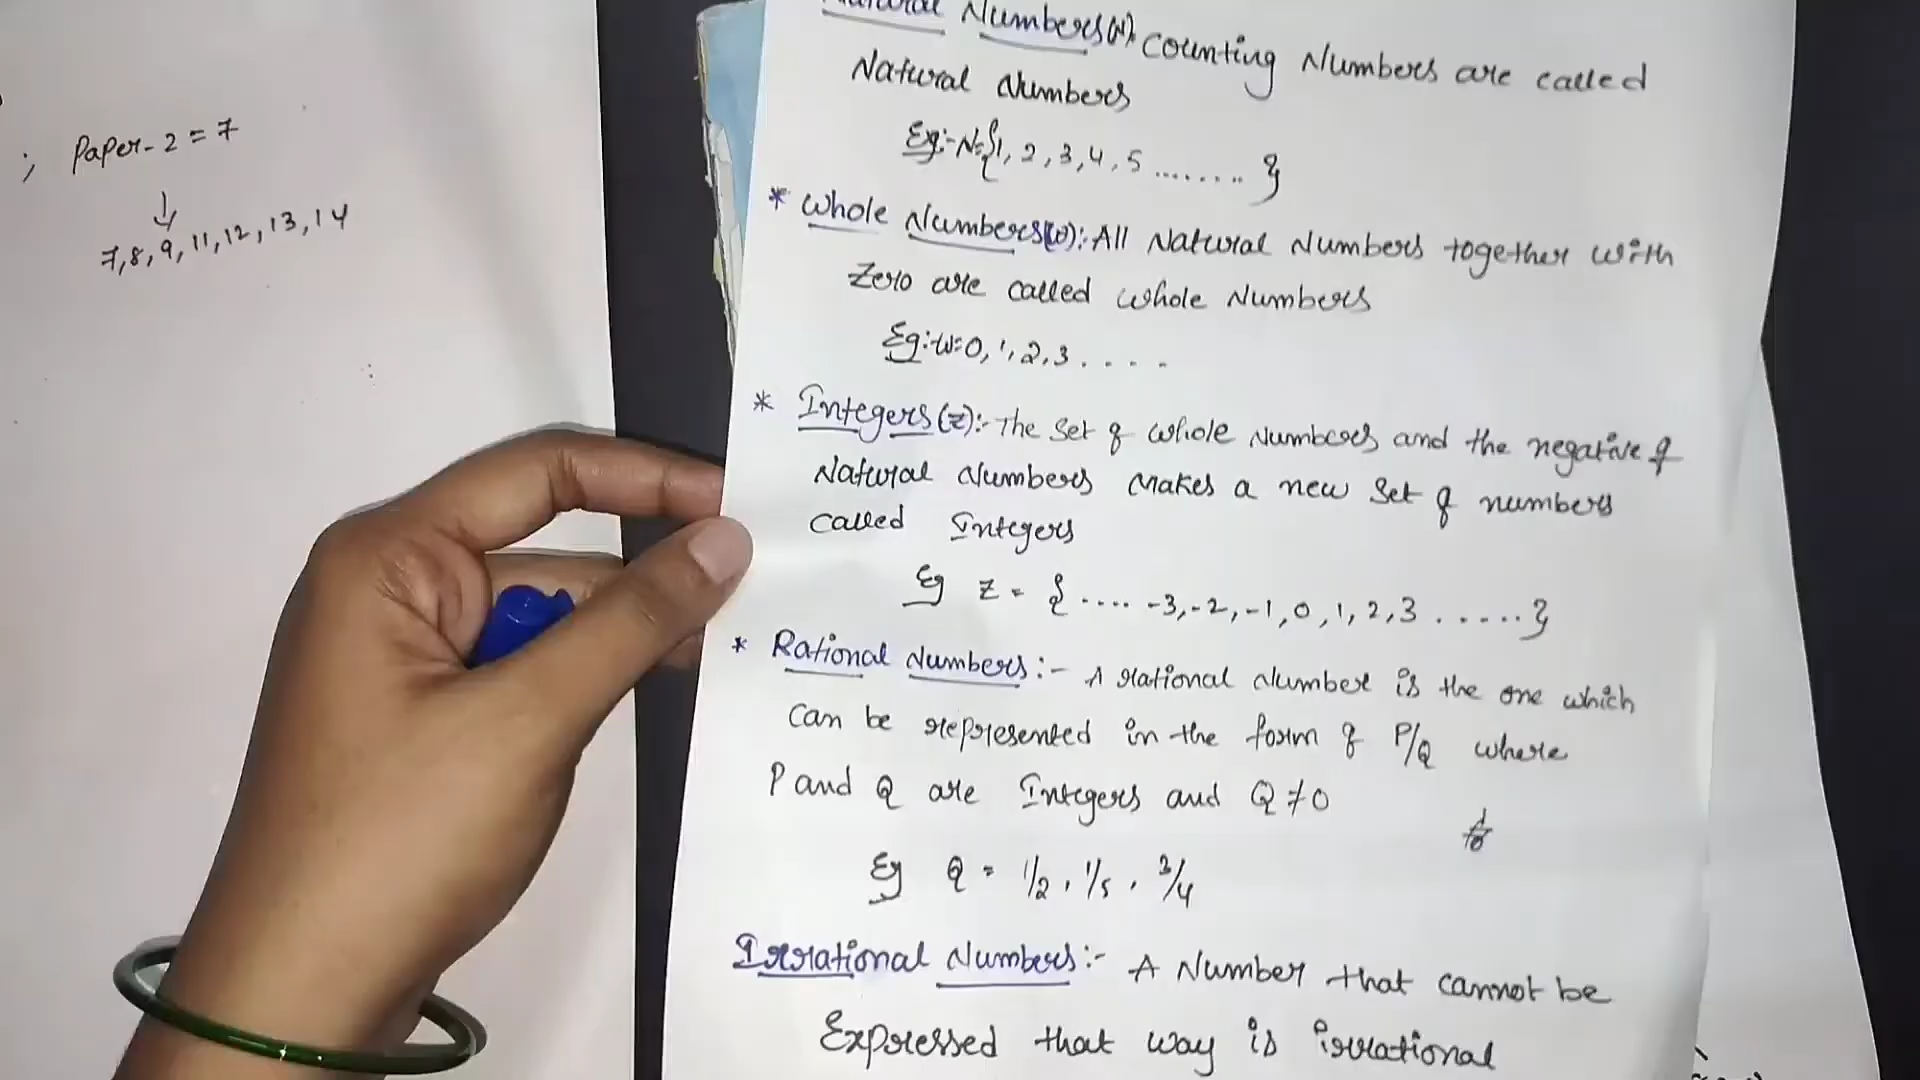 ; Paper-2 = 7
↓
7,8,9,11,12,13,14
Natural Numbers(N): Counting Numbers are called
Natural Numbers
Eg:- N={1, 2, 3, 4, 5 ........ }
* Whole Numbers(W): All Natural Numbers together with
Zero are called whole Numbers
Eg:- W=0, 1, 2, 3 . . . .
* Integers(Z):- The set of whole Numbers and the negative of
Natural Numbers makes a new set of numbers
called Integers
Eg Z = { .... -3, -2, -1, 0, 1, 2, 3 ...... }
* Rational Numbers :- A rational Number is the one which
can be represented in the form of P/Q where
P and Q are Integers and Q ≠ 0
Eg Q = 1/2, 1/5, 3/4
Irrational Numbers :- A Number that cannot be
Expressed that way is irrational